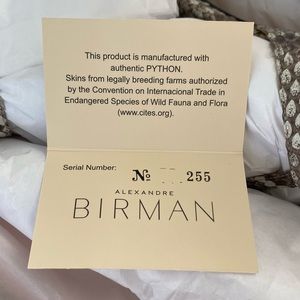 This product is manufactured with
authentic PYTHON.
Skins from legally breeding farms authorized
by the Convention on Internacional Trade in
Endangered Species of Wild Fauna and Flora
(www.cites.org).
Serial Number: № 255
ALEXANDRE
BIRMAN